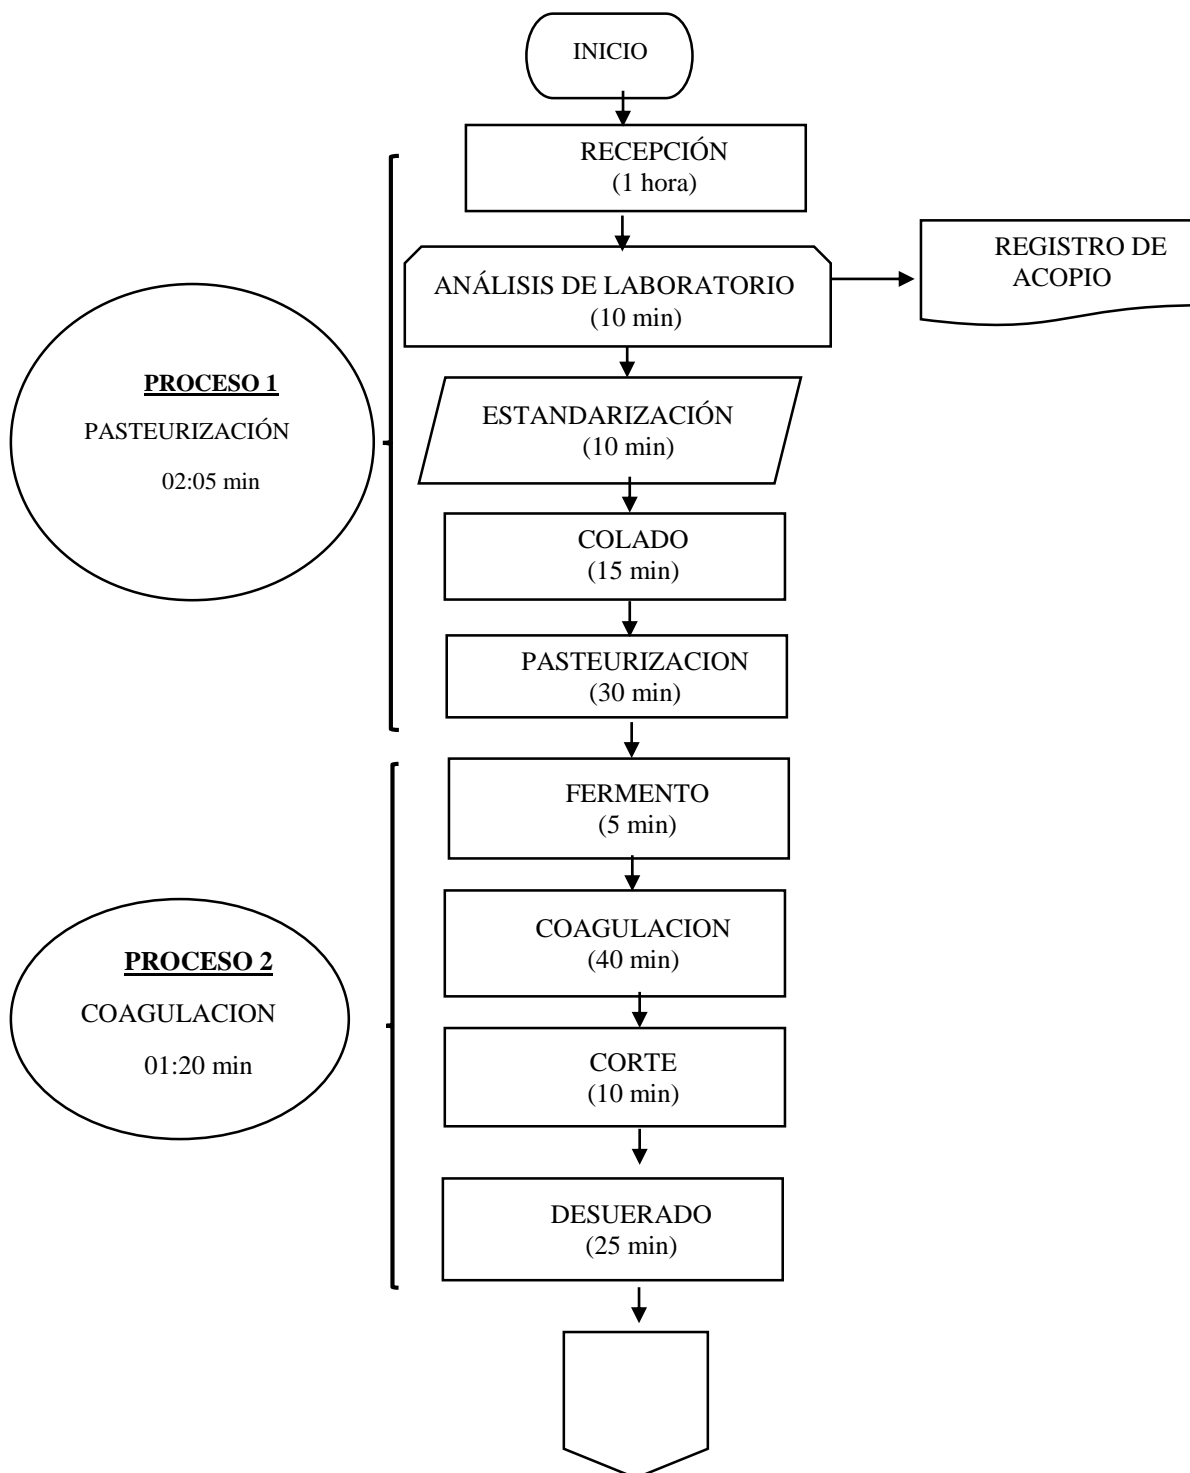 INICIO
RECEPCIÓN
(1 hora)
ANÁLISIS DE LABORATORIO
(10 min)
REGISTRO DE
ACOPIO
PROCESO 1
PASTEURIZACIÓN
02:05 min
ESTANDARIZACIÓN
(10 min)
COLADO
(15 min)
PASTEURIZACION
(30 min)
FERMENTO
(5 min)
PROCESO 2
COAGULACION
01:20 min
COAGULACION
(40 min)
CORTE
(10 min)
DESUERADO
(25 min)